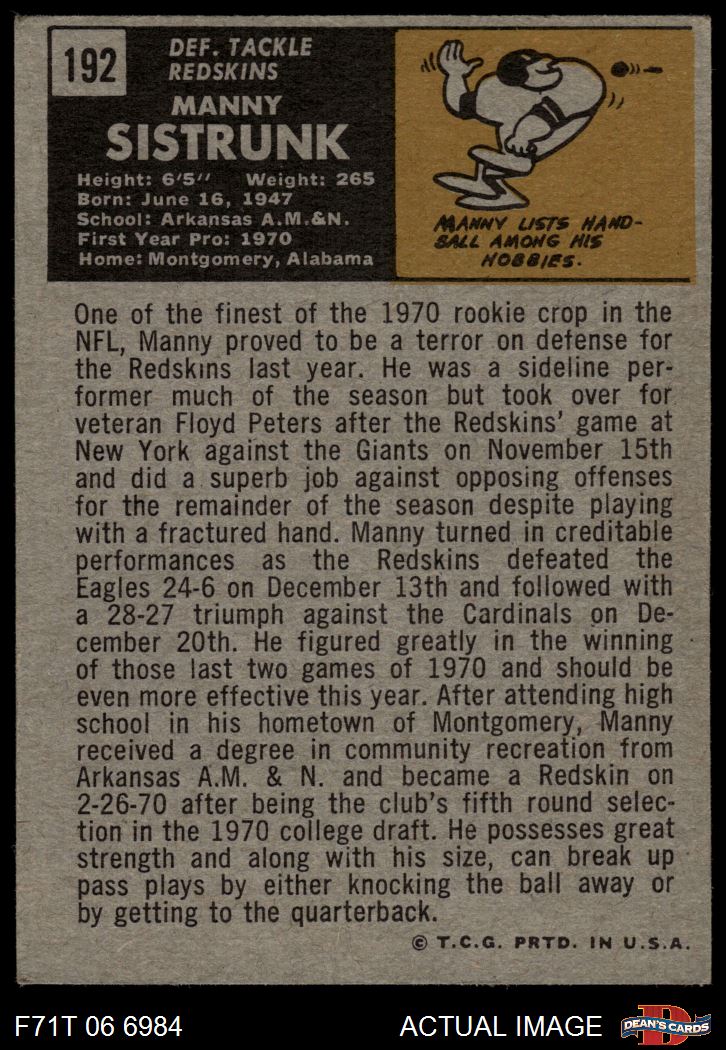 192
DEF. TACKLE
REDSKINS
MANNY
SISTRUNK
Height: 6'5'' Weight: 265
Born: June 16, 1947
School: Arkansas A.M.&N.
First Year Pro: 1970
Home: Montgomery, Alabama
MANNY LISTS HAND-
BALL AMONG HIS
HOBBIES.
One of the finest of the 1970 rookie crop in the
NFL, Manny proved to be a terror on defense for
the Redskins last year. He was a sideline per-
former much of the season but took over for
veteran Floyd Peters after the Redskins' game at
New York against the Giants on November 15th
and did a superb job against opposing offenses
for the remainder of the season despite playing
with a fractured hand. Manny turned in creditable
performances as the Redskins defeated the
Eagles 24-6 on December 13th and followed with
a 28-27 triumph against the Cardinals on De-
cember 20th. He figured greatly in the winning
of those last two games of 1970 and should be
even more effective this year. After attending high
school in his hometown of Montgomery, Manny
received a degree in community recreation from
Arkansas A.M. & N. and became a Redskin on
2-26-70 after being the club's fifth round selec-
tion in the 1970 college draft. He possesses great
strength and along with his size, can break up
pass plays by either knocking the ball away or
by getting to the quarterback.
© T.C.G. PRTD. IN U.S.A.
F71T 06 6984 ACTUAL IMAGE
D
DEAN'S CARDS